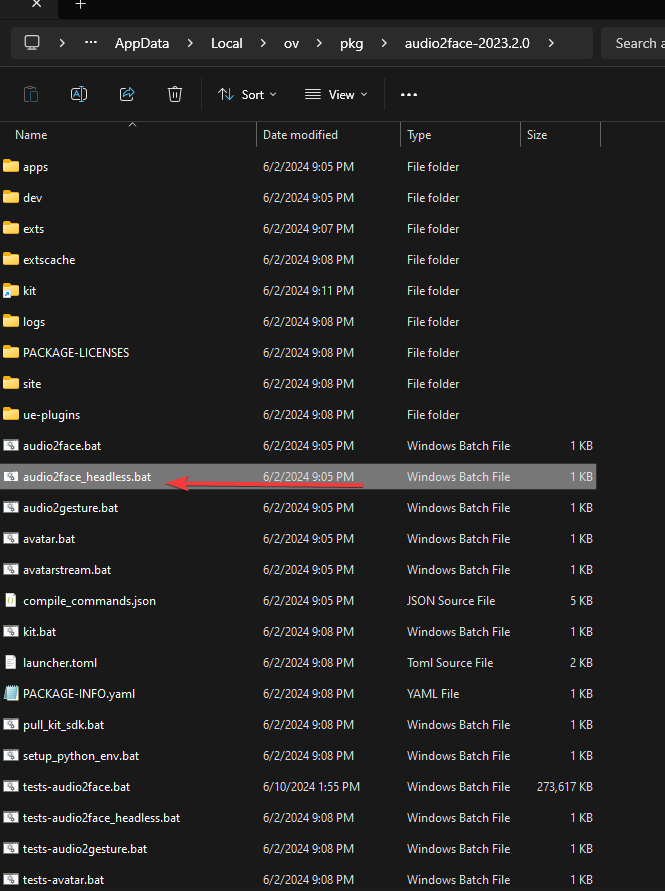 AppData Local ov pkg audio2face-2023.2.0 Search
Sort View
Name Date modified Type Size
apps 6/2/2024 9:05 PM File folder
dev 6/2/2024 9:05 PM File folder
exts 6/2/2024 9:07 PM File folder
extscache 6/2/2024 9:08 PM File folder
kit 6/2/2024 9:11 PM File folder
logs 6/2/2024 9:08 PM File folder
PACKAGE-LICENSES 6/2/2024 9:08 PM File folder
site 6/2/2024 9:08 PM File folder
ue-plugins 6/2/2024 9:08 PM File folder
audio2face.bat 6/2/2024 9:05 PM Windows Batch File 1 KB
audio2face_headless.bat 6/2/2024 9:05 PM Windows Batch File 1 KB
audio2gesture.bat 6/2/2024 9:05 PM Windows Batch File 1 KB
avatar.bat 6/2/2024 9:05 PM Windows Batch File 1 KB
avatarstream.bat 6/2/2024 9:05 PM Windows Batch File 1 KB
compile_commands.json 6/2/2024 9:05 PM JSON Source File 5 KB
kit.bat 6/2/2024 9:05 PM Windows Batch File 1 KB
launcher.toml 6/2/2024 9:08 PM Toml Source File 2 KB
PACKAGE-INFO.yaml 6/2/2024 9:08 PM YAML File 1 KB
pull_kit_sdk.bat 6/2/2024 9:08 PM Windows Batch File 1 KB
setup_python_env.bat 6/2/2024 9:08 PM Windows Batch File 1 KB
tests-audio2face.bat 6/10/2024 1:55 PM Windows Batch File 273,617 KB
tests-audio2face_headless.bat 6/2/2024 9:08 PM Windows Batch File 1 KB
tests-audio2gesture.bat 6/2/2024 9:08 PM Windows Batch File 1 KB
tests-avatar.bat 6/2/2024 9:08 PM Windows Batch File 1 KB